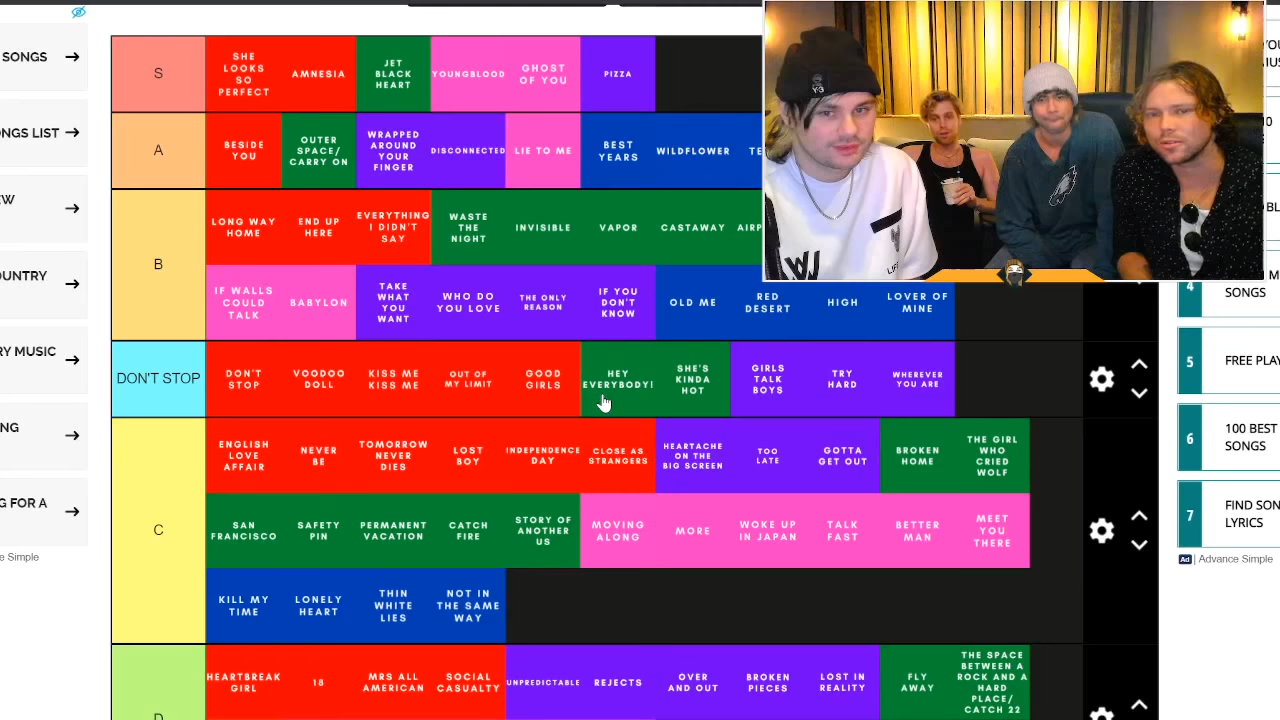 SONGS
NGS LIST
EW
OUNTRY
RY MUSIC
NG
G FOR A
e Simple
S
SHE
LOOKS
SO
PERFECT
AMNESIA
JET
BLACK
HEART
YOUNGBLOOD
GHOST
OF YOU
PIZZA
A
BESIDE
YOU
OUTER
SPACE/
CARRY ON
WRAPPED
AROUND
YOUR
FINGER
DISCONNECTED
LIE TO ME
BEST
YEARS
WILDFLOWER
TE
B
LONG WAY
HOME
END UP
HERE
EVERYTHING
I DIDN'T
SAY
WASTE
THE
NIGHT
INVISIBLE
VAPOR
CASTAWAY
AIRP
IF WALLS
COULD
TALK
BABYLON
TAKE
WHAT
YOU
WANT
WHO DO
YOU LOVE
THE ONLY
REASON
IF YOU
DON'T
KNOW
OLD ME
RED
DESERT
HIGH
LOVER OF
MINE
DON'T STOP
DON'T
STOP
VOODOO
DOLL
KISS ME
KISS ME
OUT OF
MY LIMIT
GOOD
GIRLS
HEY
EVERYBODY!
SHE'S
KINDA
HOT
GIRLS
TALK
BOYS
TRY
HARD
WHEREVER
YOU ARE
C
ENGLISH
LOVE
AFFAIR
NEVER
BE
TOMORROW
NEVER
DIES
LOST
BOY
INDEPENDENCE
DAY
CLOSE AS
STRANGERS
HEARTACHE
ON THE
BIG SCREEN
TOO
LATE
GOTTA
GET OUT
BROKEN
HOME
THE GIRL
WHO
CRIED
WOLF
SAN
FRANCISCO
SAFETY
PIN
PERMANENT
VACATION
CATCH
FIRE
STORY OF
ANOTHER
US
MOVING
ALONG
MORE
WOKE UP
IN JAPAN
TALK
FAST
BETTER
MAN
MEET
YOU
THERE
KILL MY
TIME
LONELY
HEART
THIN
WHITE
LIES
NOT IN
THE SAME
WAY
D
HEARTBREAK
GIRL
18
MRS ALL
AMERICAN
SOCIAL
CASUALTY
UNPREDICTABLE
REJECTS
OVER
AND OUT
BROKEN
PIECES
LOST IN
REALITY
FLY
AWAY
THE SPACE
BETWEEN A
ROCK AND A
HARD
PLACE/
CATCH 22
4
SONGS
5
FREE PLAY
6
100 BEST
SONGS
7
FIND SON
LYRICS
Ad | Advance Simple